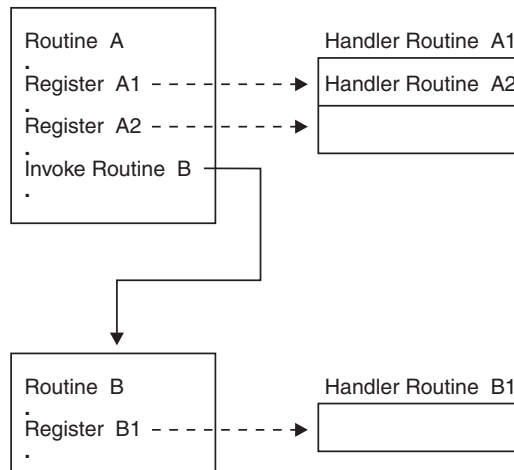 Routine A
.
Register A1
.
Register A2
.
Invoke Routine B
.
Handler Routine A1
Handler Routine A2
Routine B
.
Register B1
.
Handler Routine B1